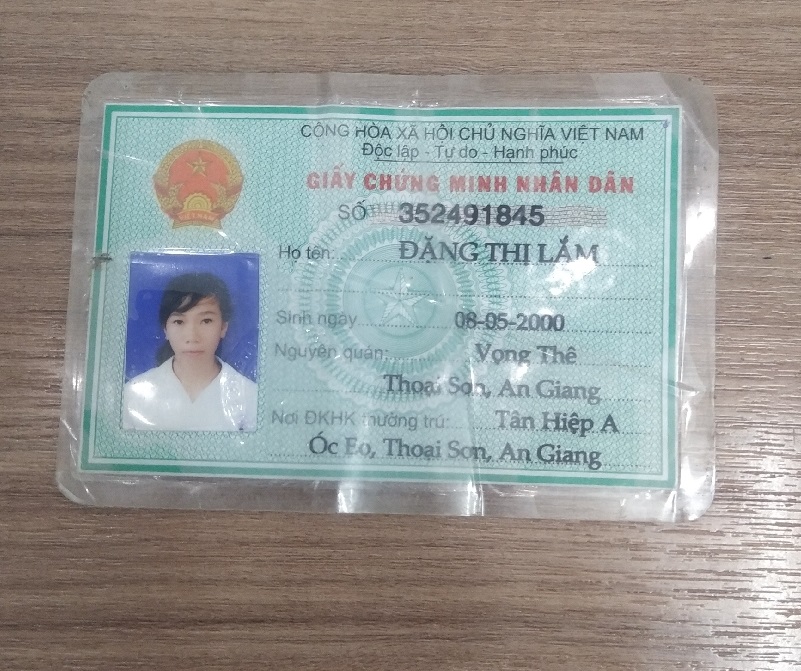 CỘNG HÒA XÃ HỘI CHỦ NGHĨA VIỆT NAM
Độc lập - Tự do - Hạnh phúc
GIẤY CHỨNG MINH NHÂN DÂN
SỐ 352491845
Họ tên: ĐẶNG THỊ LẮM
Sinh ngày 08-05-2000
Nguyên quán: Vọng Thê
Thoại Sơn, An Giang
Nơi ĐKHK thường trú: Tân Hiệp A
Óc Eo, Thoại Sơn, An Giang
VIỆT NAM